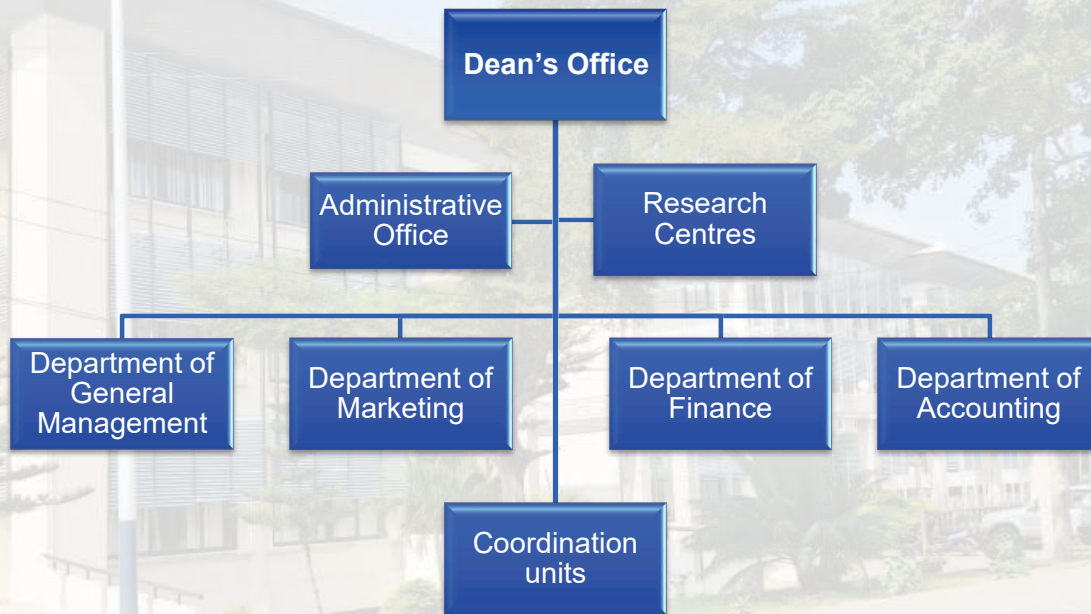 Dean’s Office
Administrative
Office
Research
Centres
Department of
General
Management
Department of
Marketing
Department of
Finance
Department of
Accounting
Coordination
units